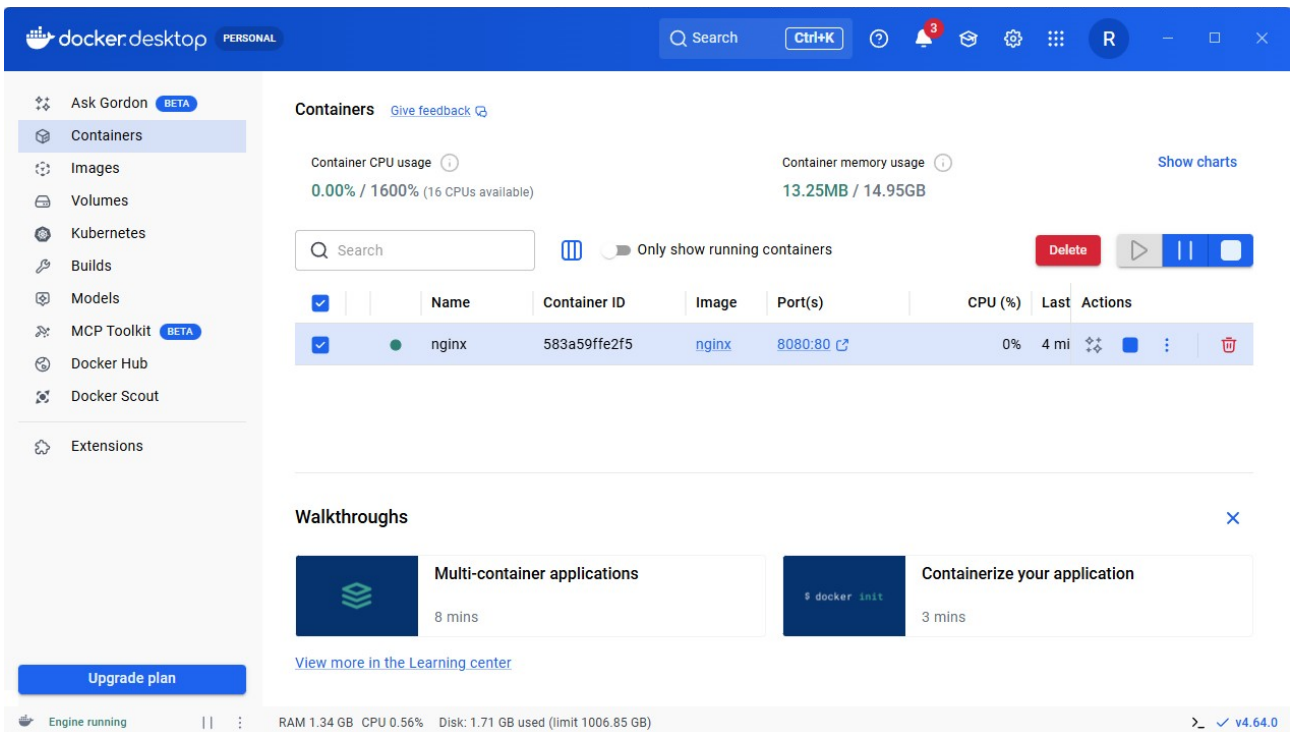 docker.desktop PERSONAL Search Ctrl+K 3 R
Ask Gordon BETA
Containers
Images
Volumes
Kubernetes
Builds
Models
MCP Toolkit BETA
Docker Hub
Docker Scout
Extensions
Upgrade plan
Containers Give feedback
Container CPU usage
0.00% / 1600% (16 CPUs available)
Container memory usage
13.25MB / 14.95GB
Show charts
Search
Only show running containers
Delete
Name Container ID Image Port(s) CPU (%) Last Actions
nginx 583a59ffe2f5 nginx 8080:80 0% 4 mi
Walkthroughs
Multi-container applications
8 mins
$ docker init
Containerize your application
3 mins
View more in the Learning center
Engine running RAM 1.34 GB CPU 0.56% Disk: 1.71 GB used (limit 1006.85 GB) >_ v4.64.0